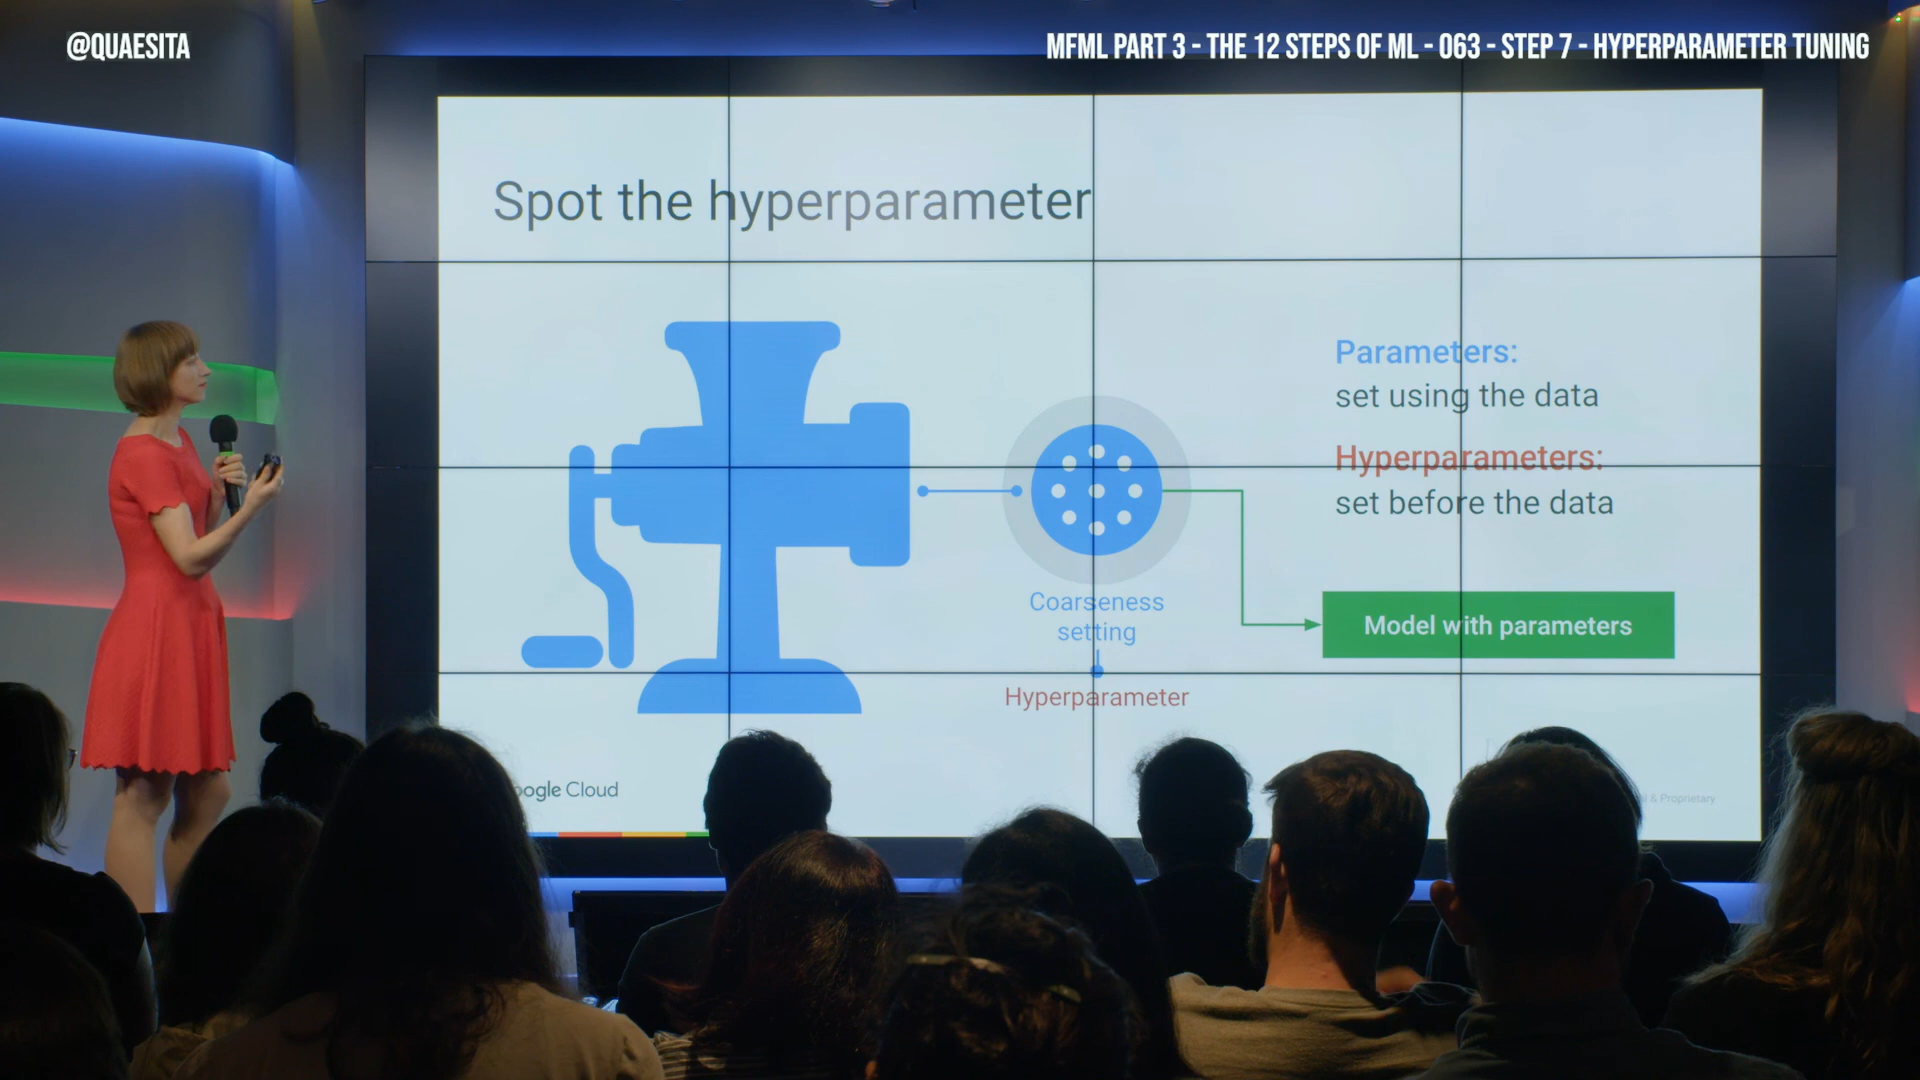 @QUAESITA
MFML PART 3 - THE 12 STEPS OF ML - 063 - STEP 7 - HYPERPARAMETER TUNING
Spot the hyperparameter
Parameters:
set using the data
Hyperparameters:
set before the data
Coarseness
setting
Hyperparameter
Model with parameters
Cloud
& Proprietary